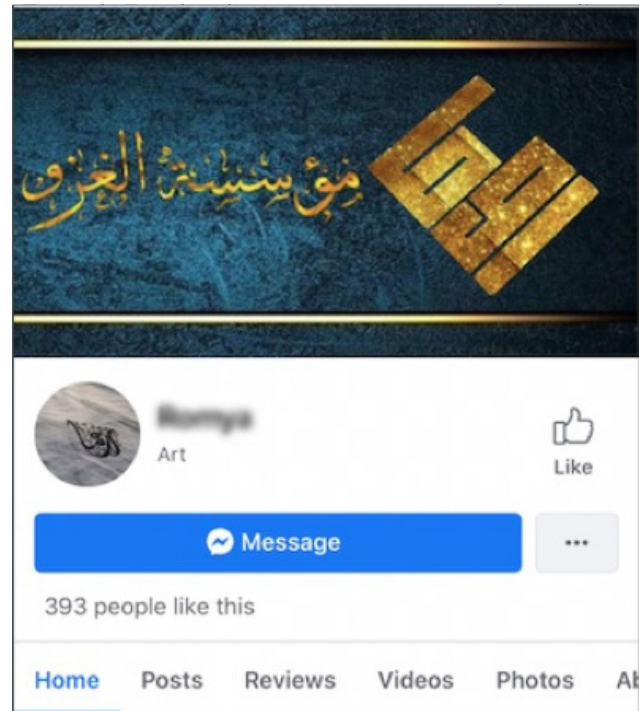 مؤسسة الغزو
Art
Like
Message
393 people like this
Home Posts Reviews Videos Photos